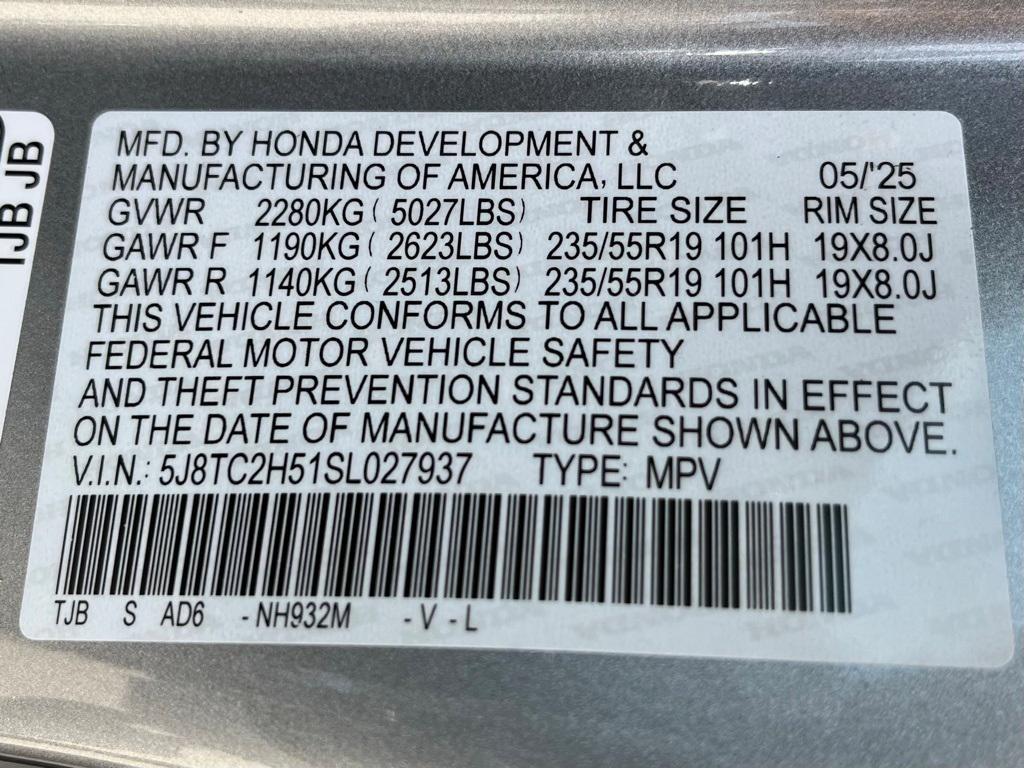 JB JB
MFD. BY HONDA DEVELOPMENT &
MANUFACTURING OF AMERICA, LLC 05/'25
GVWR 2280KG ( 5027LBS) TIRE SIZE RIM SIZE
GAWR F 1190KG ( 2623LBS) 235/55R19 101H 19X8.0J
GAWR R 1140KG ( 2513LBS) 235/55R19 101H 19X8.0J
THIS VEHICLE CONFORMS TO ALL APPLICABLE
FEDERAL MOTOR VEHICLE SAFETY
AND THEFT PREVENTION STANDARDS IN EFFECT
ON THE DATE OF MANUFACTURE SHOWN ABOVE.
V.I.N.: 5J8TC2H51SL027937 TYPE: MPV
TJB S AD6 -NH932M -V-L